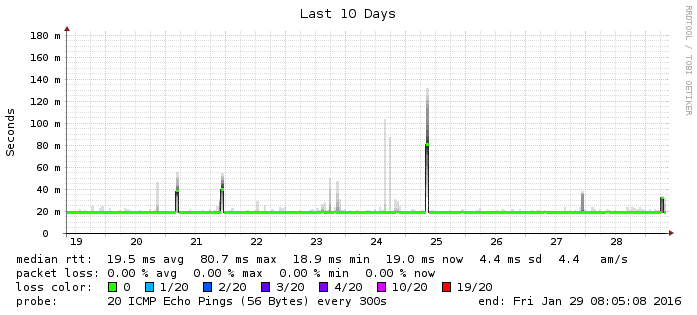 Last 10 Days
RRDTOOL / TOBI OETIKER
Seconds
180 m
160 m
140 m
120 m
100 m
80 m
60 m
40 m
20 m
0
19 20 21 22 23 24 25 26 27 28
median rtt: 19.5 ms avg 80.7 ms max 18.9 ms min 19.0 ms now 4.4 ms sd 4.4 am/s
packet loss: 0.00 % avg 0.00 % max 0.00 % min 0.00 % now
loss color: 0 1/20 2/20 3/20 4/20 10/20 19/20
probe: 20 ICMP Echo Pings (56 Bytes) every 300s end: Fri Jan 29 08:05:08 2016